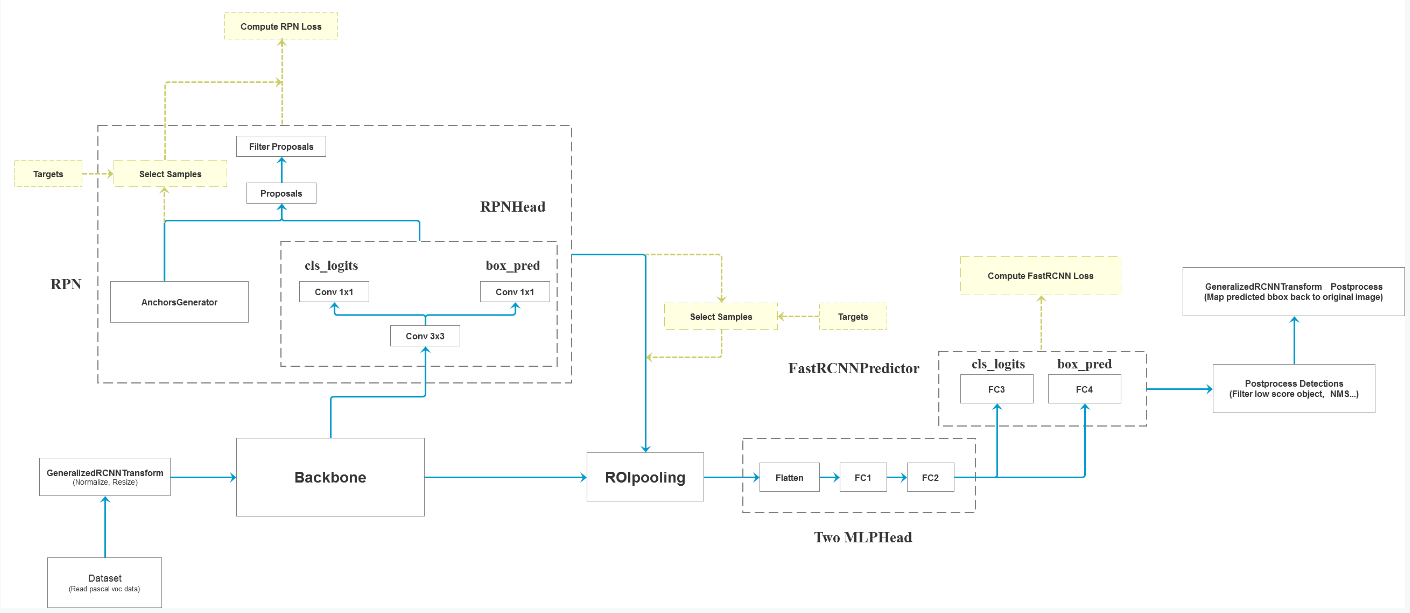 Compute RPN Loss
Filter Proposals
Targets
Select Samples
Proposals
RPNHead
cls_logits
box_pred
RPN
Conv 1x1
Conv 1x1
AnchorsGenerator
Conv 3x3
Select Samples
Targets
Compute FastRCNN Loss
GeneralizedRCNNTransform Postprocess
(Map predicted bbox back to original image)
FastRCNNPredictor
cls_logits
box_pred
FC3
FC4
Postprocess Detections
(Filter low score object, NMS...)
GeneralizedRCNNTransform
(Normalize, Resize)
Backbone
ROIpooling
Flatten
FC1
FC2
Two MLPHead
Dataset
(Read pascal voc data)